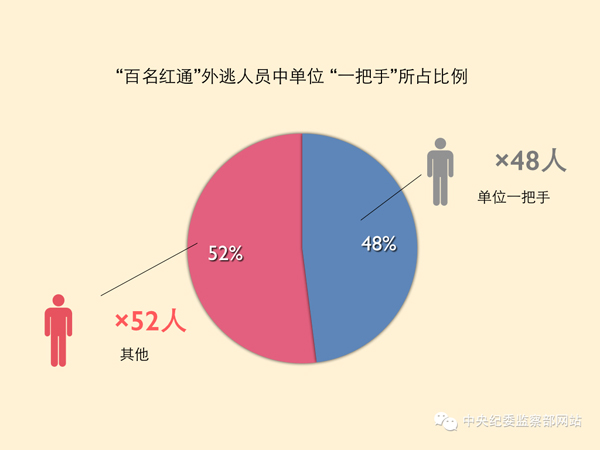 “百名红通”外逃人员中单位 “一把手”所占比例
×48人
单位一把手
48%
52%
×52人
其他
中央纪委监察部网站